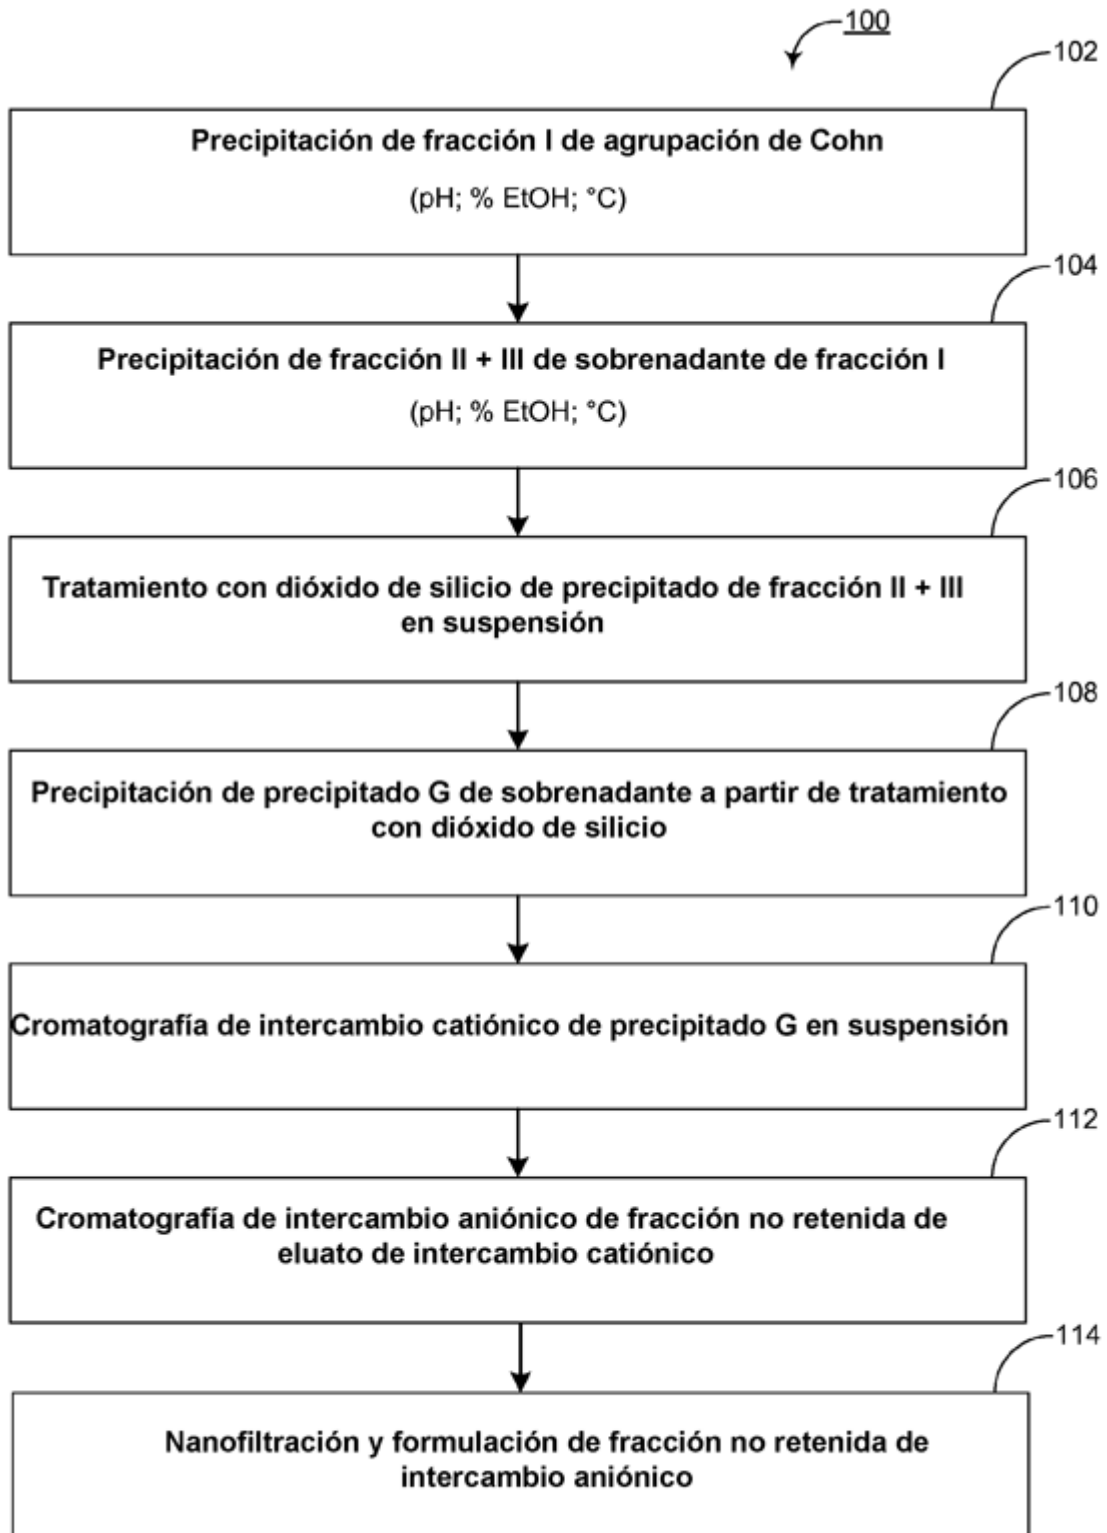 100
102
Precipitación de fracción I de agrupación de Cohn
(pH; % EtOH; °C)
104
Precipitación de fracción II + III de sobrenadante de fracción I
(pH; % EtOH; °C)
106
Tratamiento con dióxido de silicio de precipitado de fracción II + III
en suspensión
108
Precipitación de precipitado G de sobrenadante a partir de tratamiento
con dióxido de silicio
110
Cromatografía de intercambio catiónico de precipitado G en suspensión
112
Cromatografía de intercambio aniónico de fracción no retenida de
eluato de intercambio catiónico
114
Nanofiltración y formulación de fracción no retenida de
intercambio aniónico